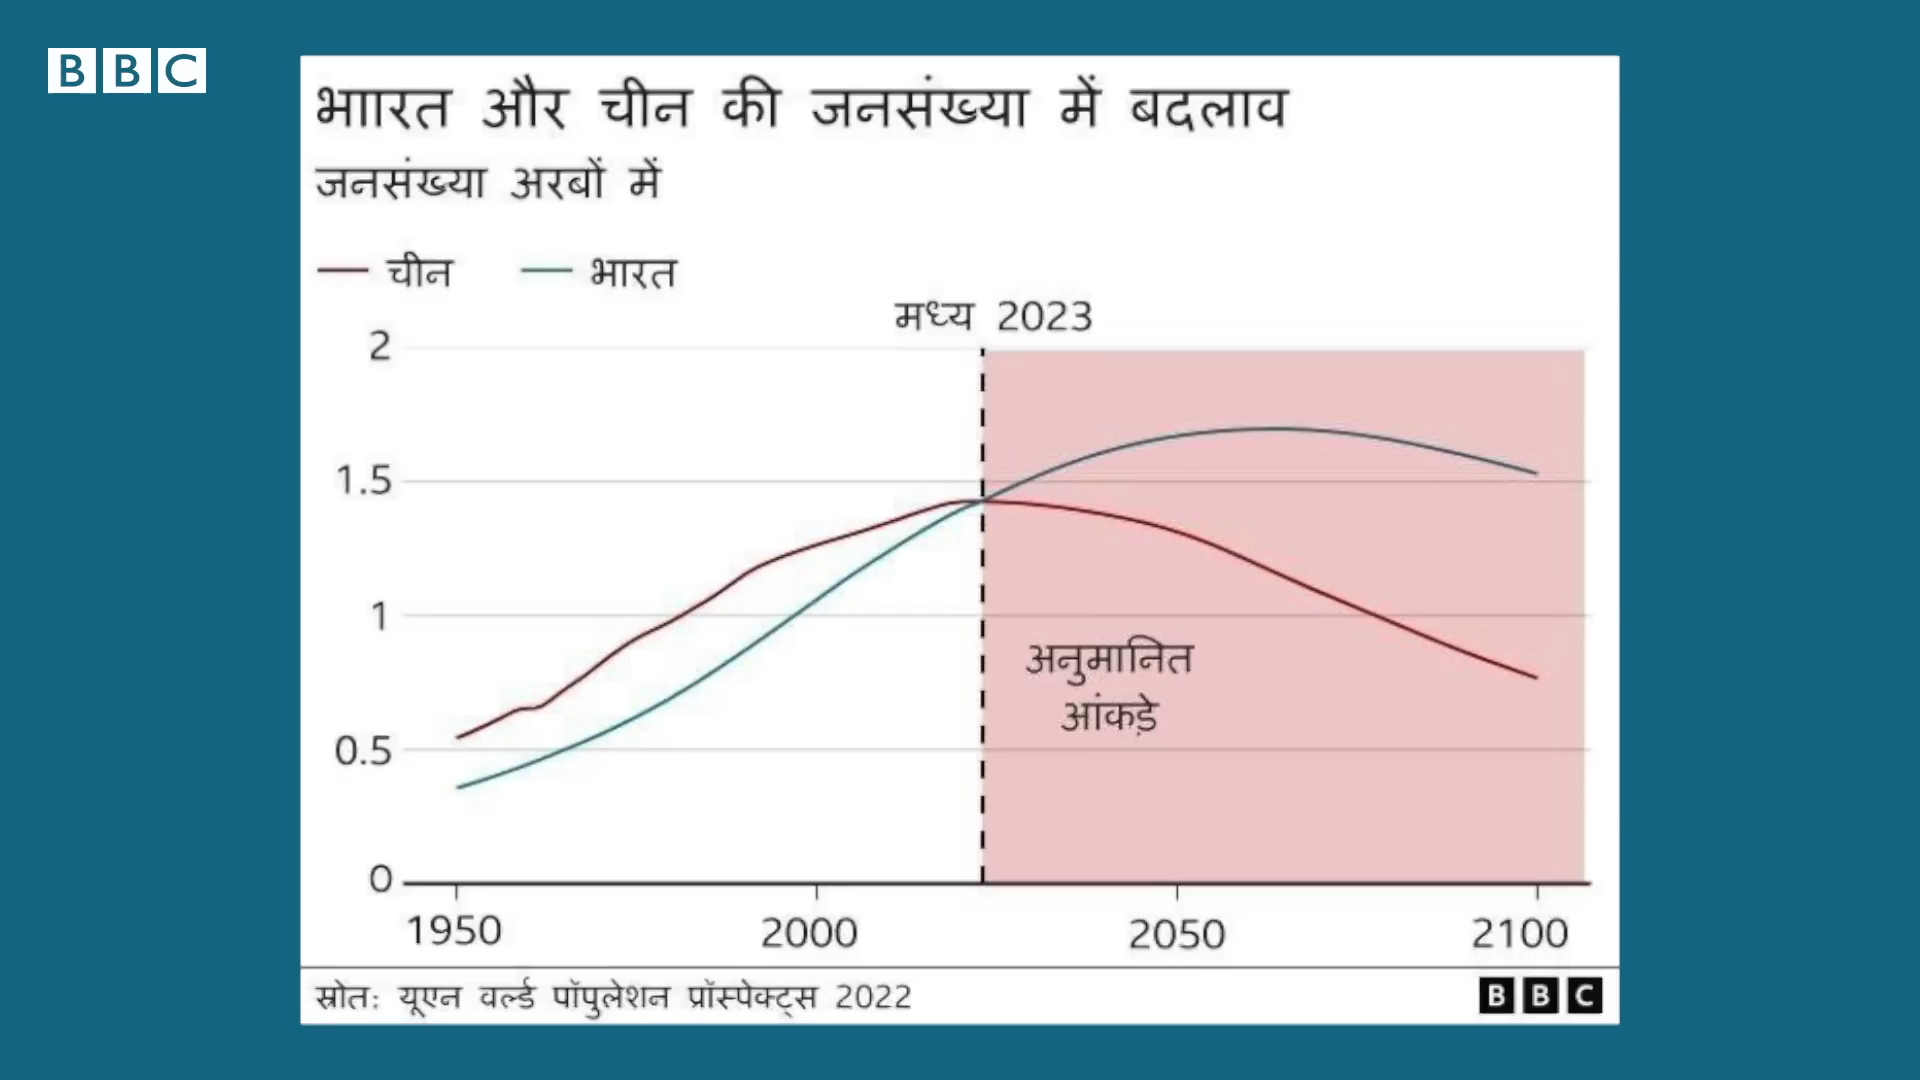 BBC
भाारत और चीन की जनसंख्या में बदलाव
जनसंख्या अरबों में
चीन भारत
मध्य 2023
2
1.5
1
0.5
0
अनुमानित
आंकड़े
1950 2000 2050 2100
स्रोतः यूएन वर्ल्ड पॉपुलेशन प्रॉस्पेक्ट्स 2022
BBC